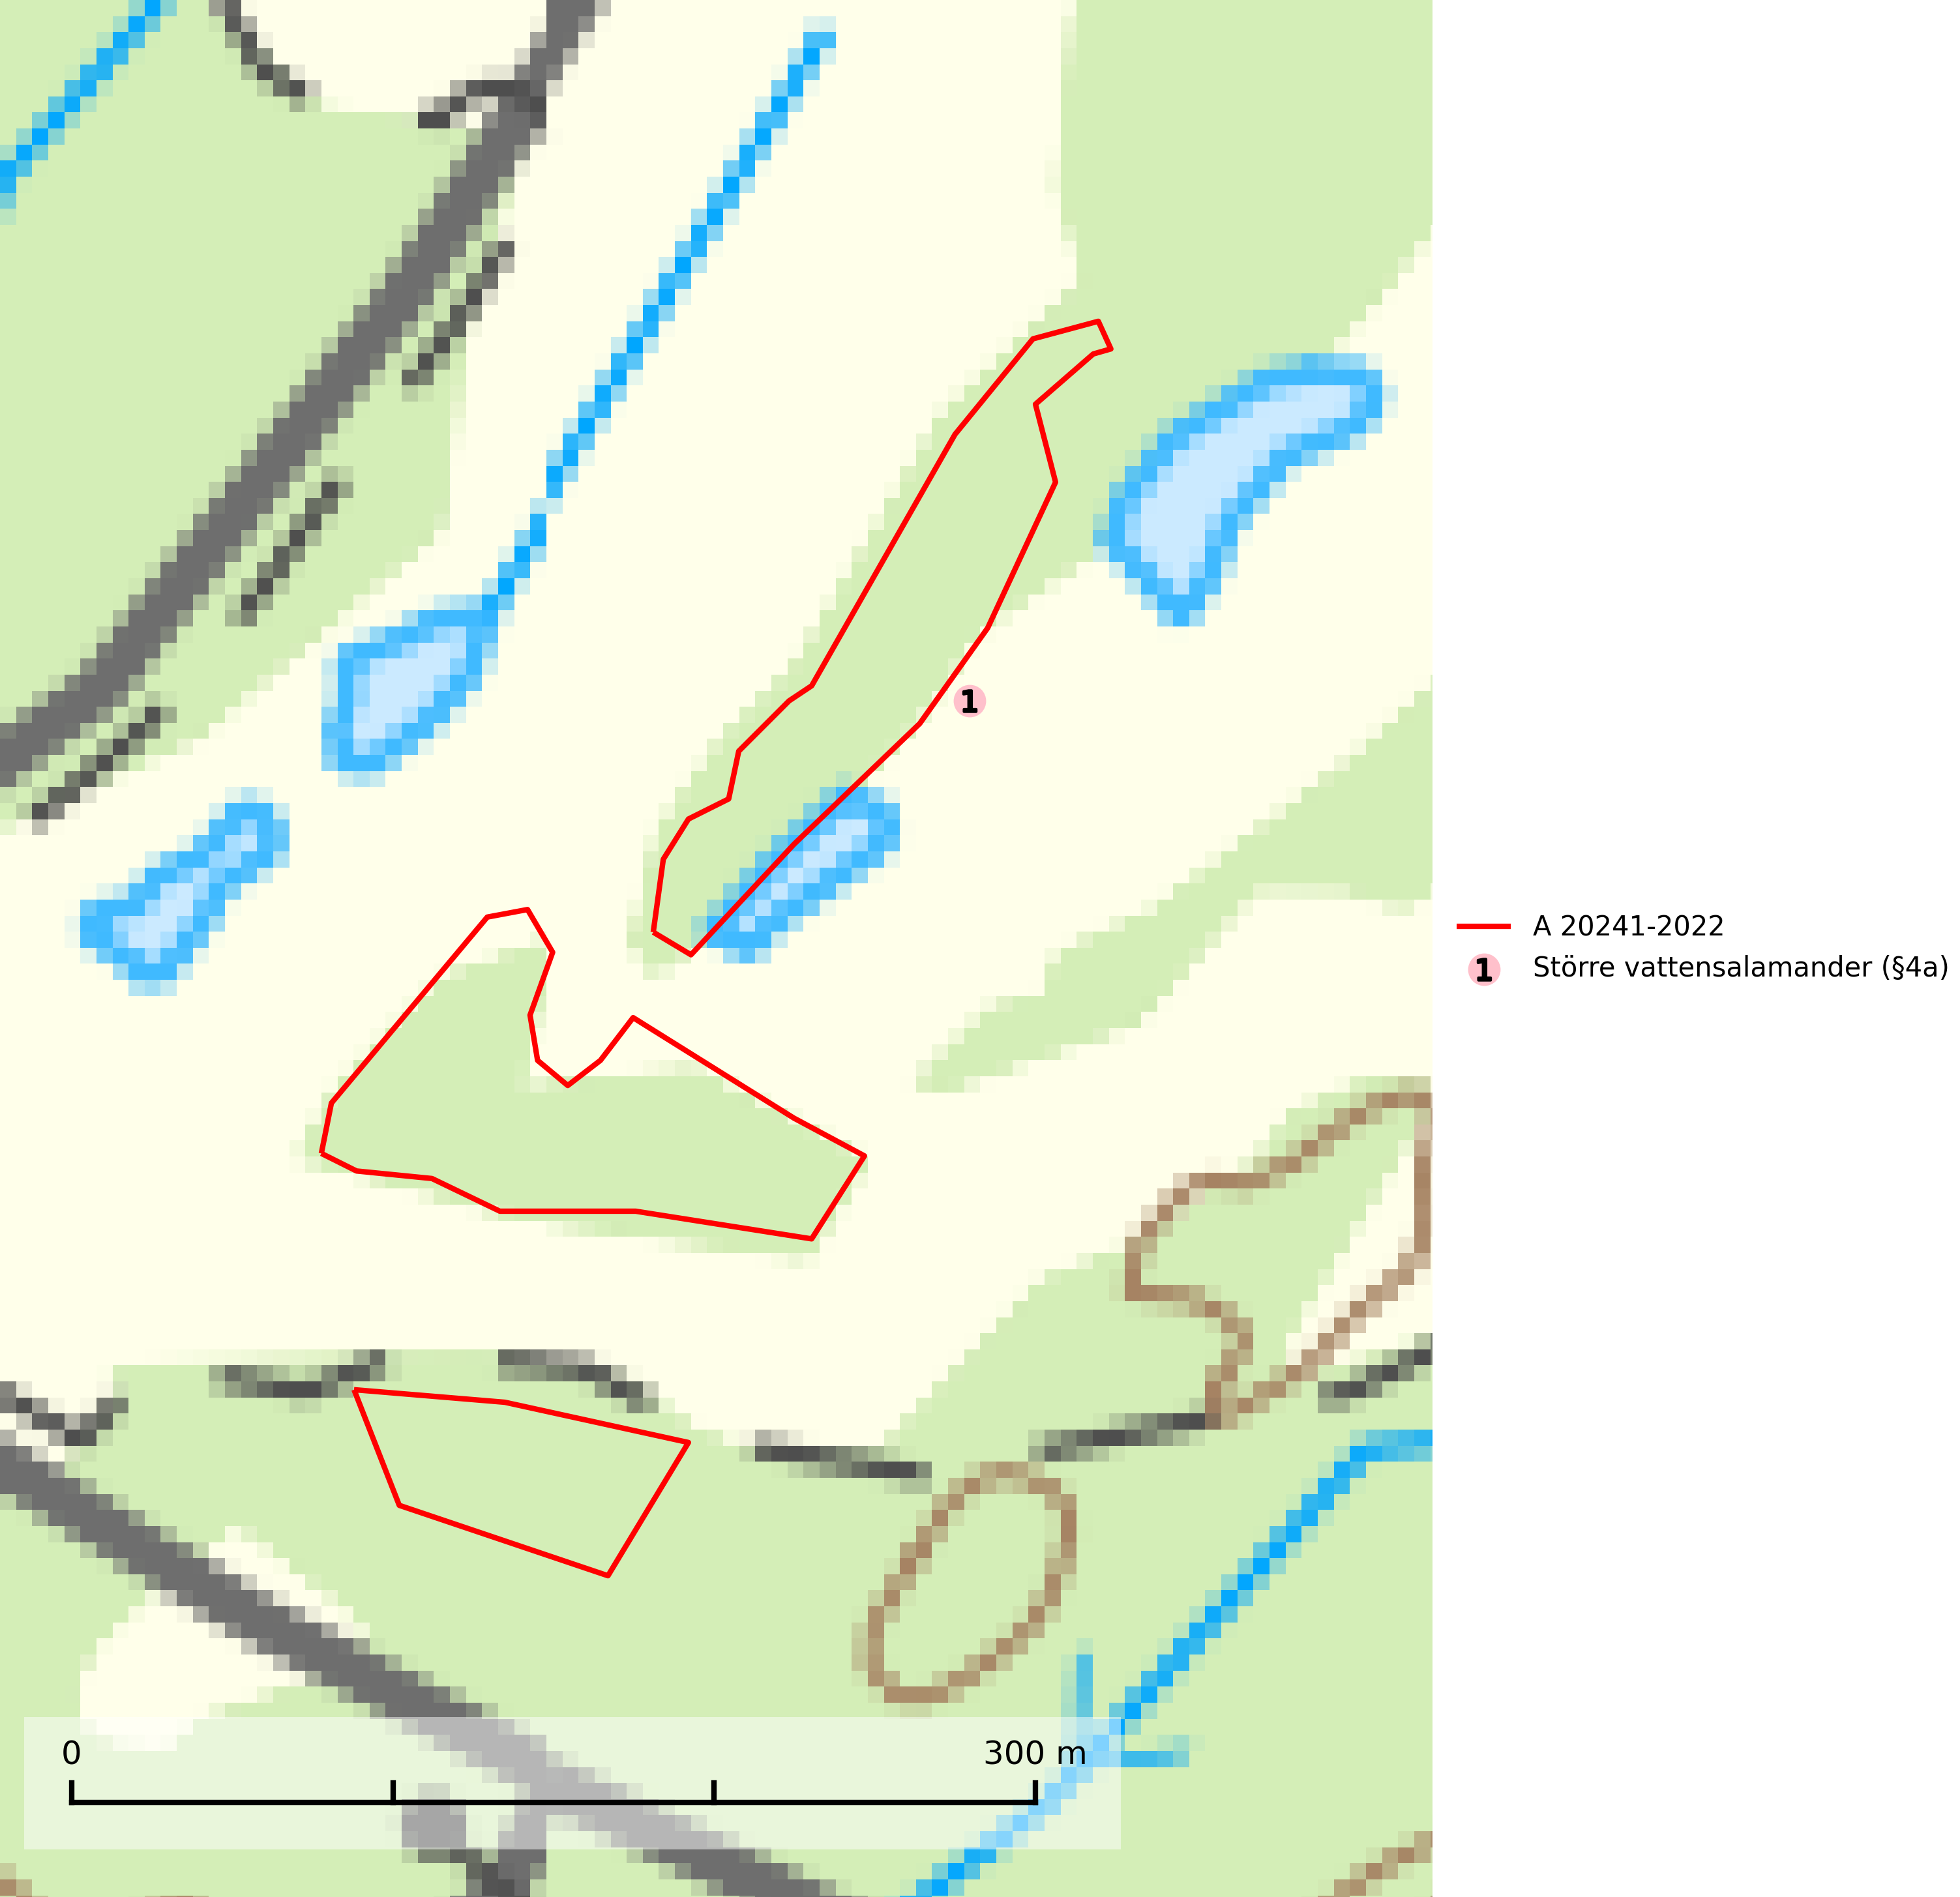 1
A 20241-2022
1 Större vattensalamander (§4a)
0 300 m